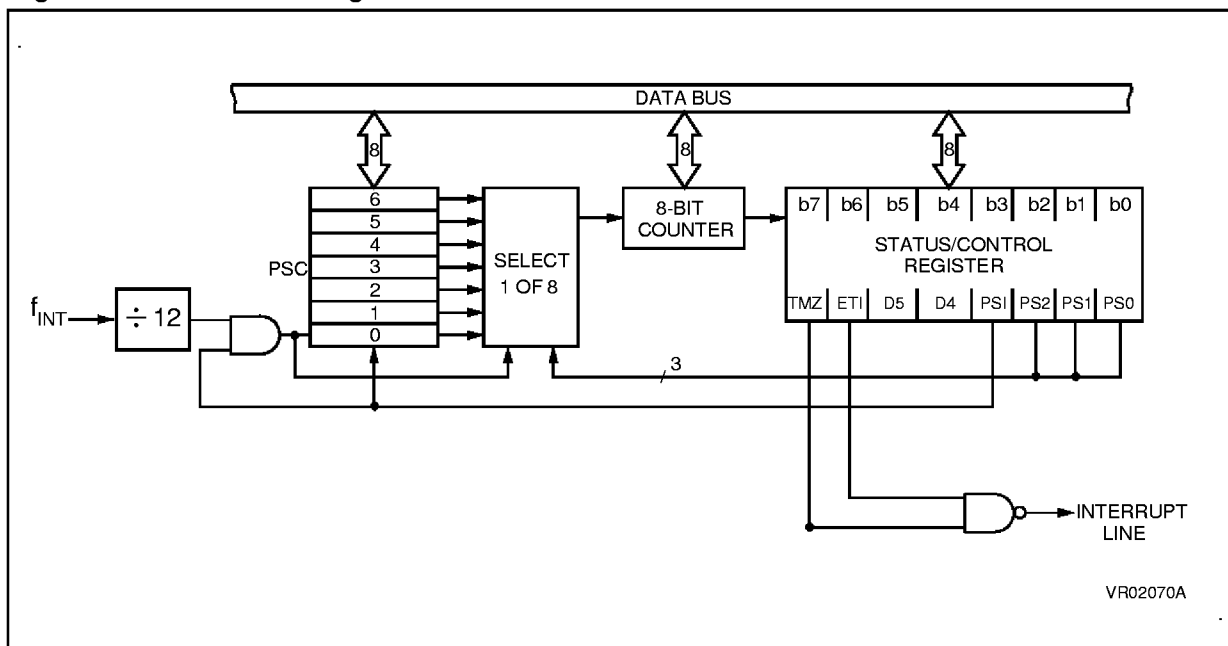 DATA BUS
8
8
8
6
5
4
3
2
1
0
PSC
SELECT
1 OF 8
8-BIT
COUNTER
b7 b6 b5 b4 b3 b2 b1 b0
STATUS/CONTROL
REGISTER
TMZ ETI D5 D4 PSI PS2 PS1 PS0
fINT
÷ 12
3
INTERRUPT
LINE
VR02070A